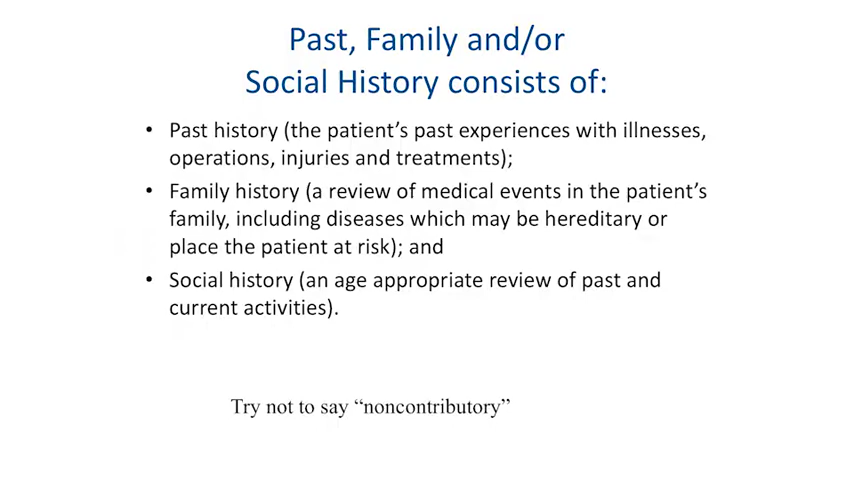 Past, Family and/or
Social History consists of:
• Past history (the patient's past experiences with illnesses,
operations, injuries and treatments);
• Family history (a review of medical events in the patient's
family, including diseases which may be hereditary or
place the patient at risk); and
• Social history (an age appropriate review of past and
current activities).
Try not to say “noncontributory”